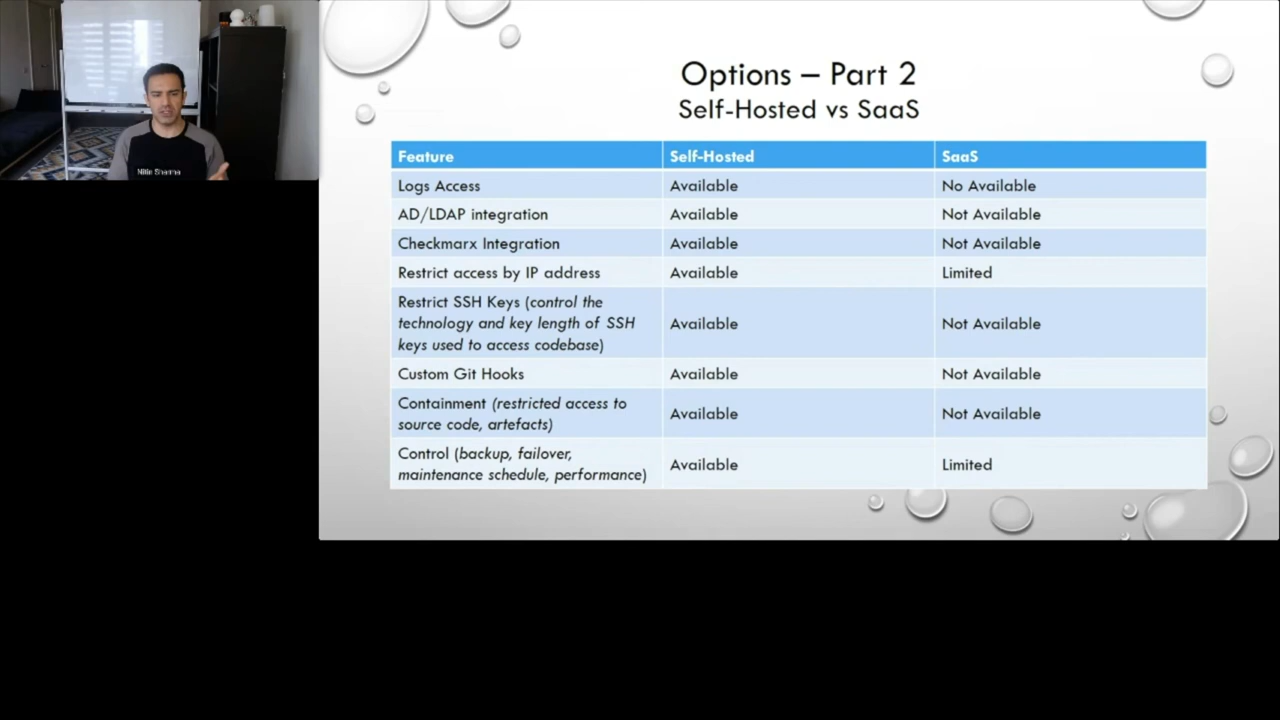 Nitin Sharma
Options – Part 2
Self-Hosted vs SaaS
Feature Self-Hosted SaaS
Logs Access Available No Available
AD/LDAP integration Available Not Available
Checkmarx Integration Available Not Available
Restrict access by IP address Available Limited
Restrict SSH Keys (control the
technology and key length of SSH
keys used to access codebase) Available Not Available
Custom Git Hooks Available Not Available
Containment (restricted access to
source code, artefacts) Available Not Available
Control (backup, failover,
maintenance schedule, performance) Available Limited